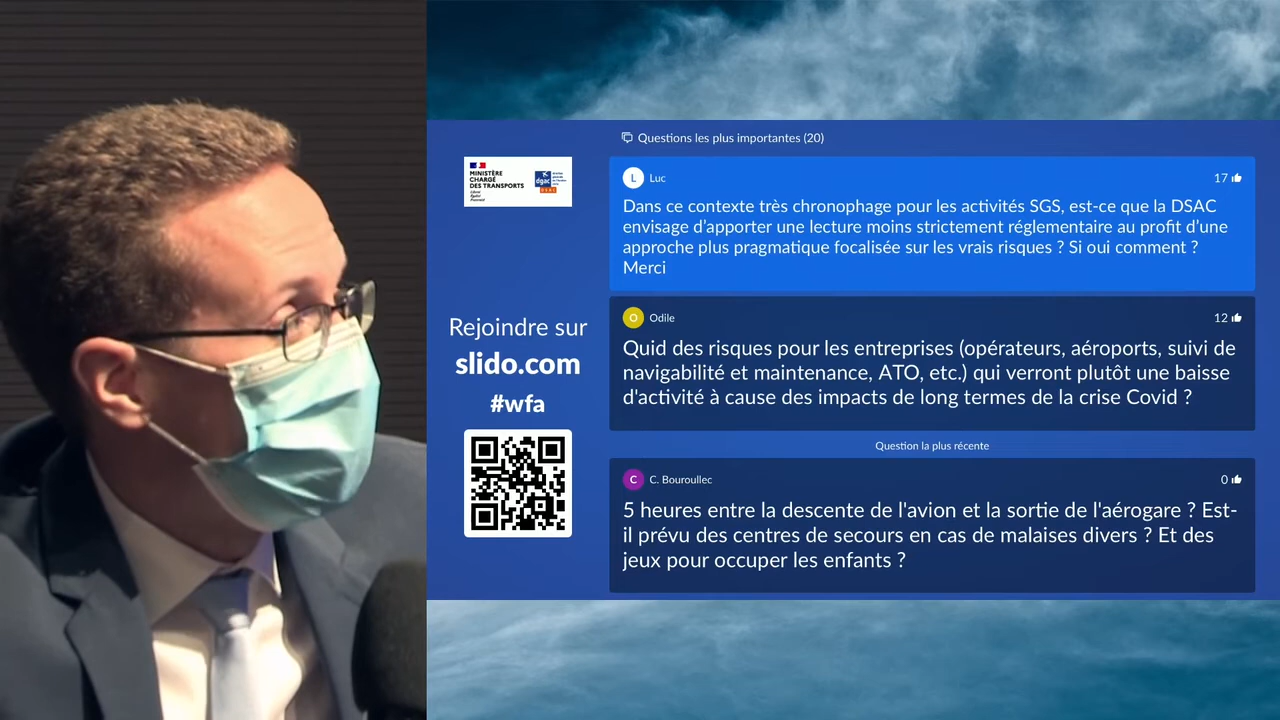 Questions les plus importantes (20)
MINISTÈRE
CHARGÉ
DES TRANSPORTS
Liberté
Égalité
Fraternité
dgac
DSAC
L Luc 17
Dans ce contexte très chronophage pour les activités SGS, est-ce que la DSAC
envisage d'apporter une lecture moins strictement réglementaire au profit d'une
approche plus pragmatique focalisée sur les vrais risques ? Si oui comment ?
Merci
O Odile 12
Quid des risques pour les entreprises (opérateurs, aéroports, suivi de
navigabilité et maintenance, ATO, etc.) qui verront plutôt une baisse
d'activité à cause des impacts de long termes de la crise Covid ?
Rejoindre sur
slido.com
#wfa
Question la plus récente
C C. Bouroullec 0
5 heures entre la descente de l'avion et la sortie de l'aérogare ? Est-
il prévu des centres de secours en cas de malaises divers ? Et des
jeux pour occuper les enfants ?